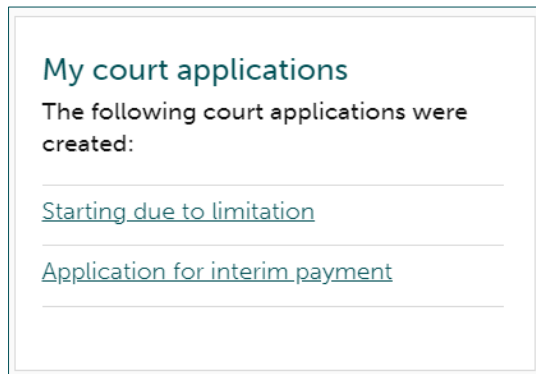 My court applications
The following court applications were
created:
Starting due to limitation
Application for interim payment